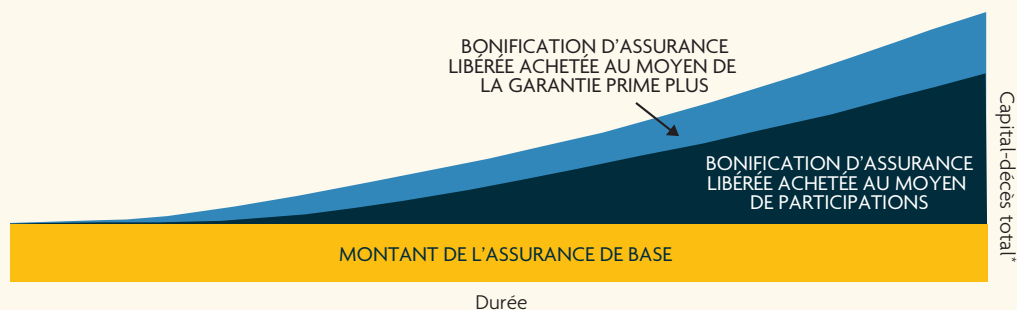 BONIFICATION D'ASSURANCE
LIBÉRÉE ACHETÉE AU MOYEN DE
LA GARANTIE PRIME PLUS
BONIFICATION D'ASSURANCE
LIBÉRÉE ACHETÉE AU MOYEN
DE PARTICIPATIONS
MONTANT DE L'ASSURANCE DE BASE
Capital-décès total*
Durée